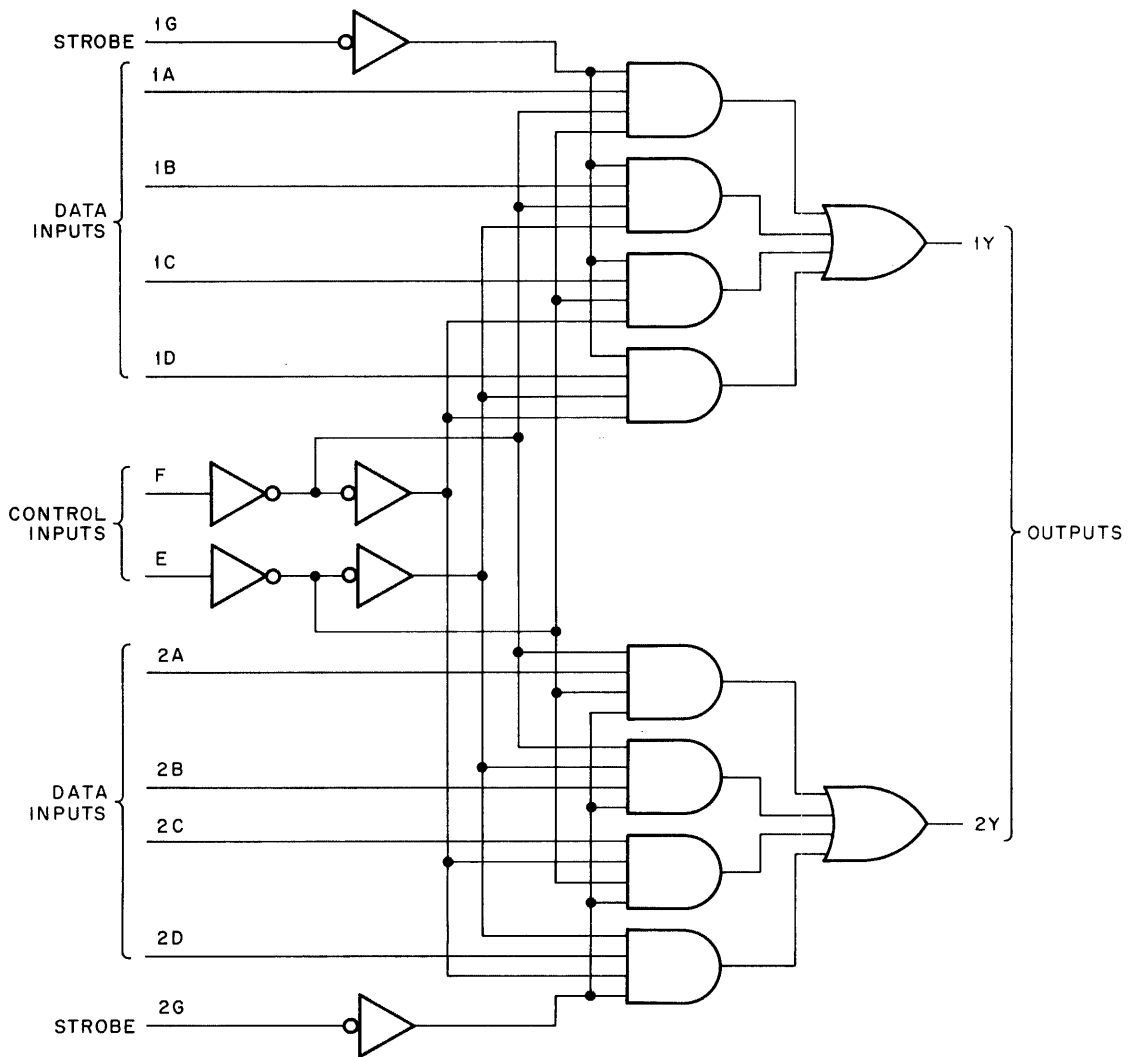 1G
STROBE
1A
1B
DATA
INPUTS
1C
1D
1Y
F
CONTROL
INPUTS
E
OUTPUTS
2A
2B
DATA
INPUTS
2C
2Y
2D
2G
STROBE